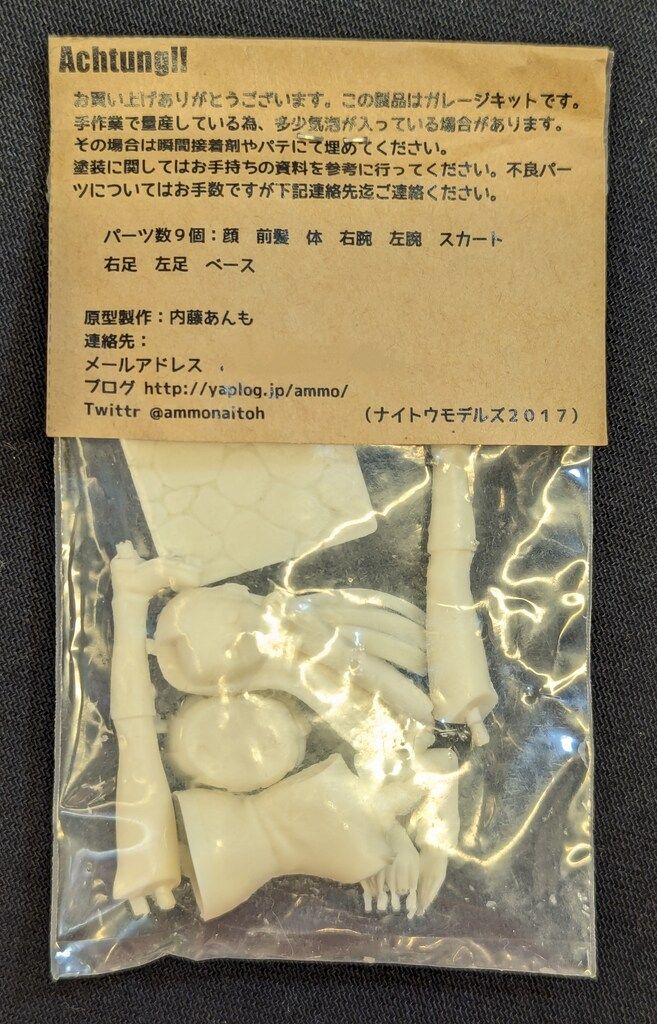 Achtung!!
お買い上げありがとうございます。この製品はガレージキットです。
手作業で量産している為、多少気泡が入っている場合があります。
その場合は瞬間接着剤やパテにて埋めてください。
塗装に関してはお手持ちの資料を参考に行ってください。不良パー
ツについてはお手数ですが下記連絡先迄ご連絡ください。
パーツ数9個：顔　前髪　体　右腕　左腕　スカート
右足　左足　ベース
原型製作：内藤あんも
連絡先：
メールアドレス
ブログ http://yaplog.jp/ammo/
Twittr @ammonaitoh
（ナイトウモデルズ２０１７）